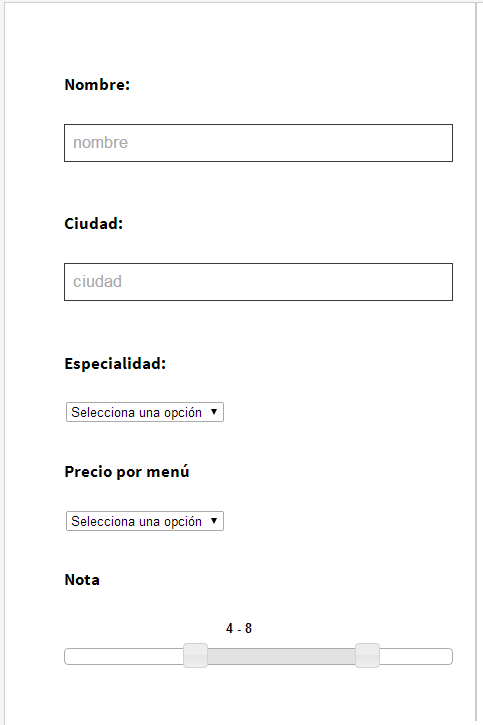 Nombre:
nombre
Ciudad:
ciudad
Especialidad:
Selecciona una opción
Precio por menú
Selecciona una opción
Nota
4 - 8